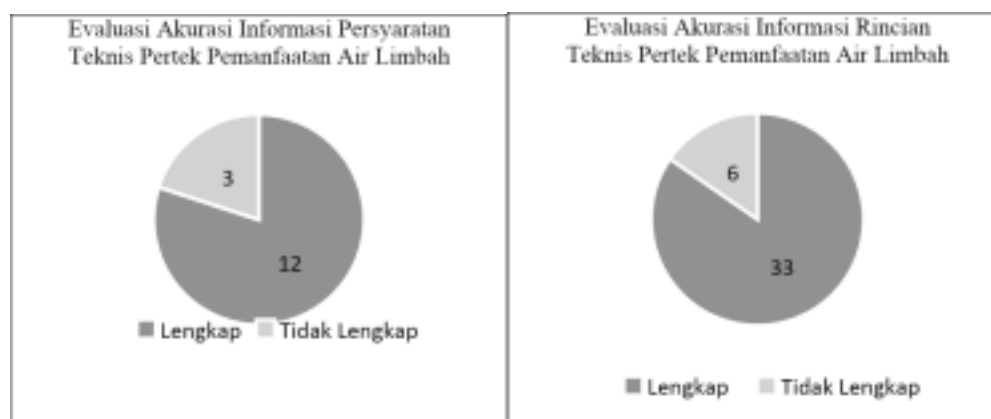 Evaluasi Akurasi Informasi Persyaratan
Teknis Pertek Pemanfaatan Air Limbah
3
12
Lengkap Tidak Lengkap
Evaluasi Akurasi Informasi Rincian
Teknis Pertek Pemanfaatan Air Limbah
6
33
Lengkap Tidak Lengkap